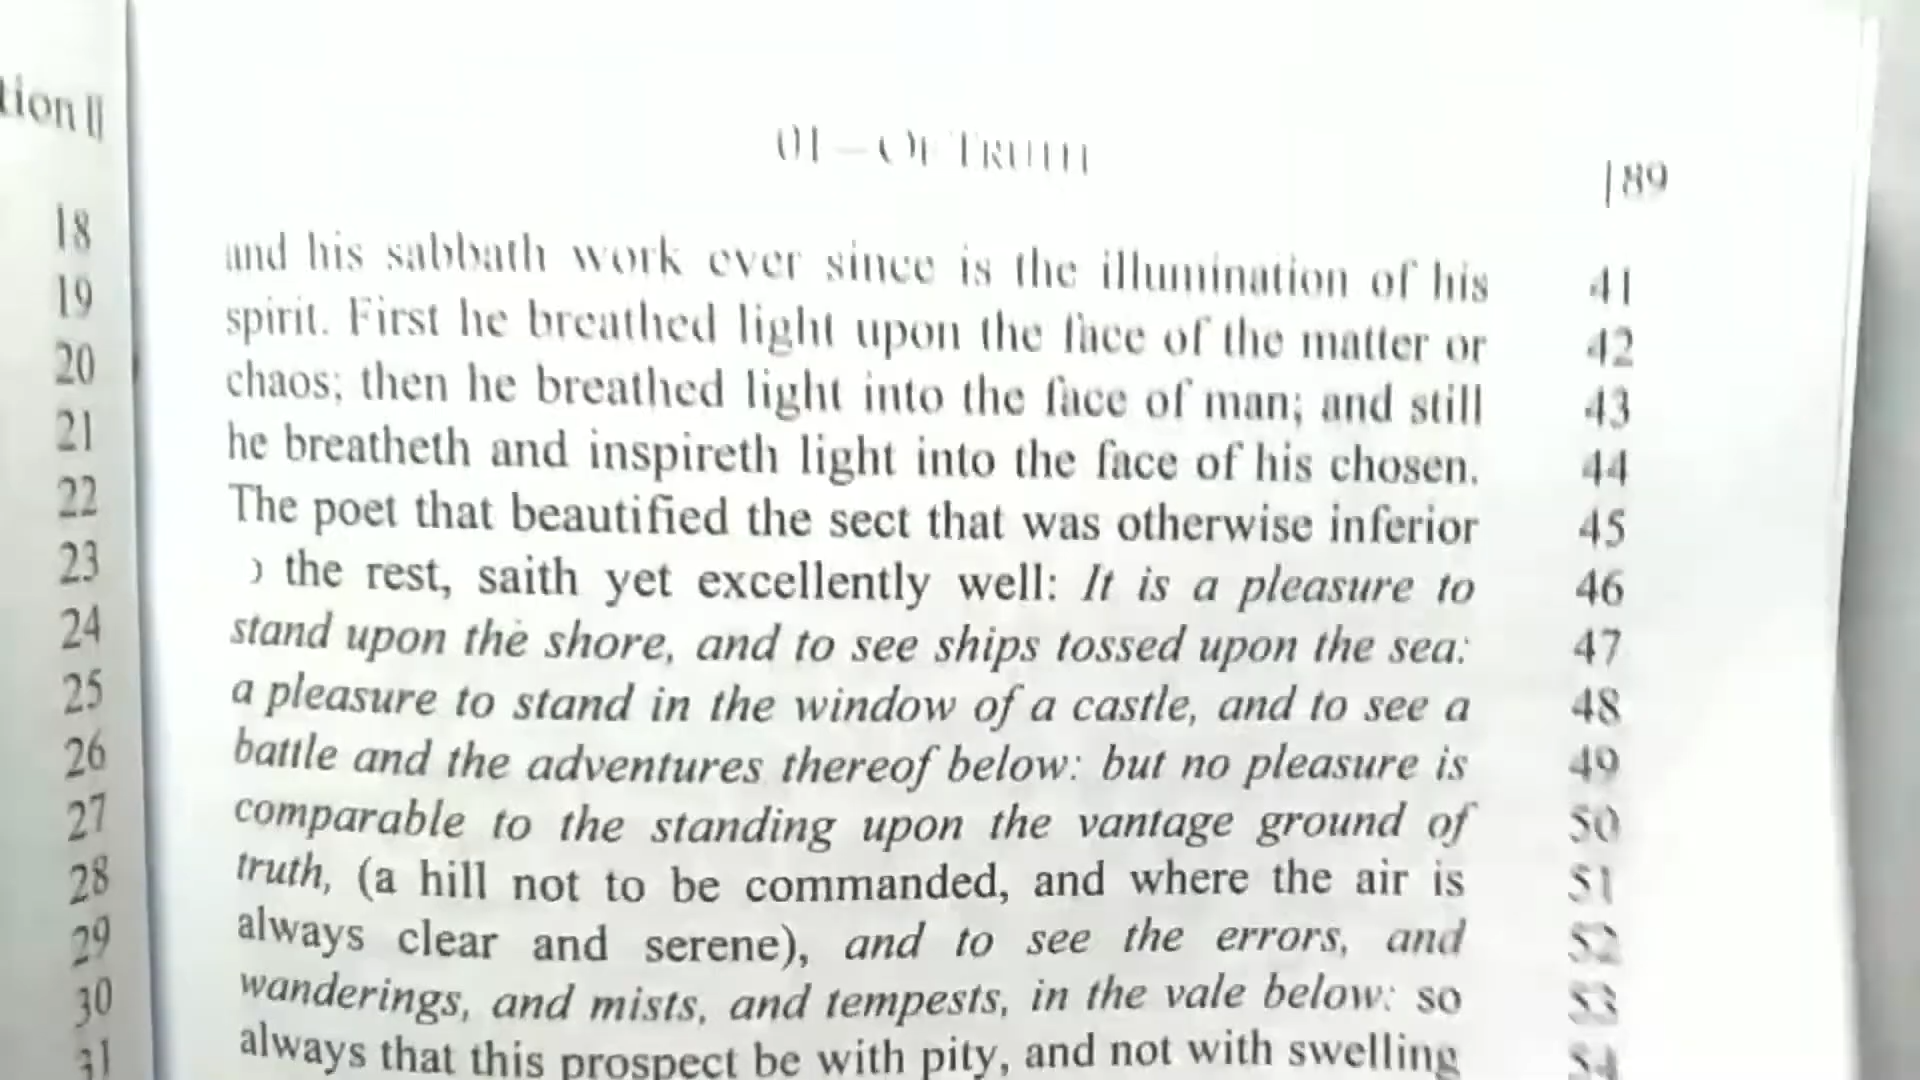 tion ||
18
19
20
21
22
23
24
25
26
27
28
29
30
31
01 – OF TRUTH
|89
and his sabbath work ever since is the illumination of his 41
spirit. First he breathed light upon the face of the matter or 42
chaos; then he breathed light into the face of man; and still 43
he breatheth and inspireth light into the face of his chosen. 44
The poet that beautified the sect that was otherwise inferior 45
the rest, saith yet excellently well: It is a pleasure to 46
stand upon the shore, and to see ships tossed upon the sea: 47
a pleasure to stand in the window of a castle, and to see a 48
battle and the adventures thereof below: but no pleasure is 49
comparable to the standing upon the vantage ground of 50
truth, (a hill not to be commanded, and where the air is 51
always clear and serene), and to see the errors, and 52
wanderings, and mists, and tempests, in the vale below: so 53
always that this prospect be with pity, and not with swelling 54